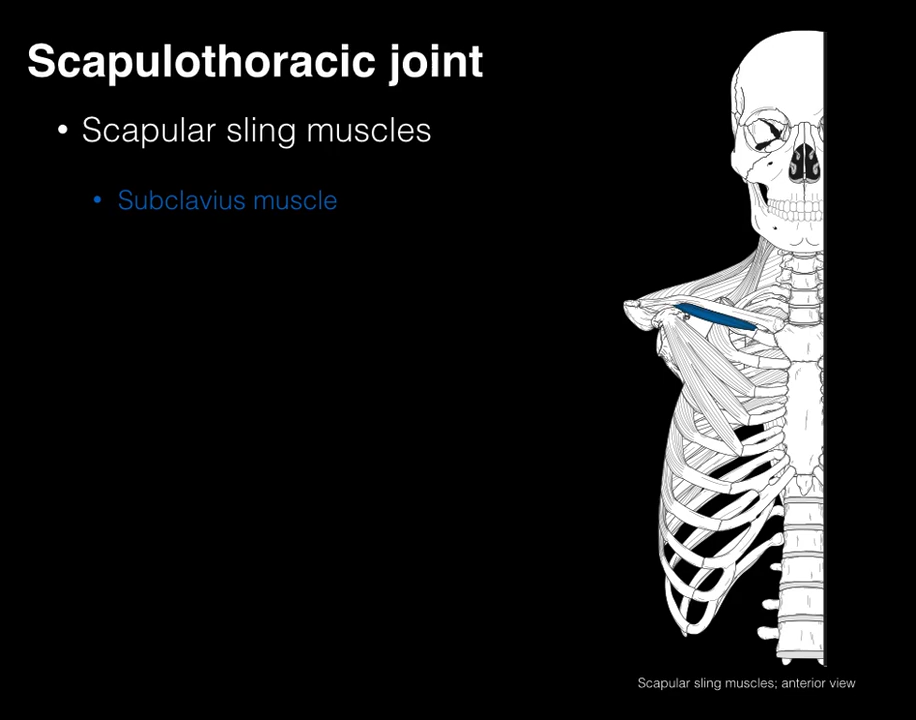 Scapulothoracic joint
• Scapular sling muscles
• Subclavius muscle
Scapular sling muscles; anterior view